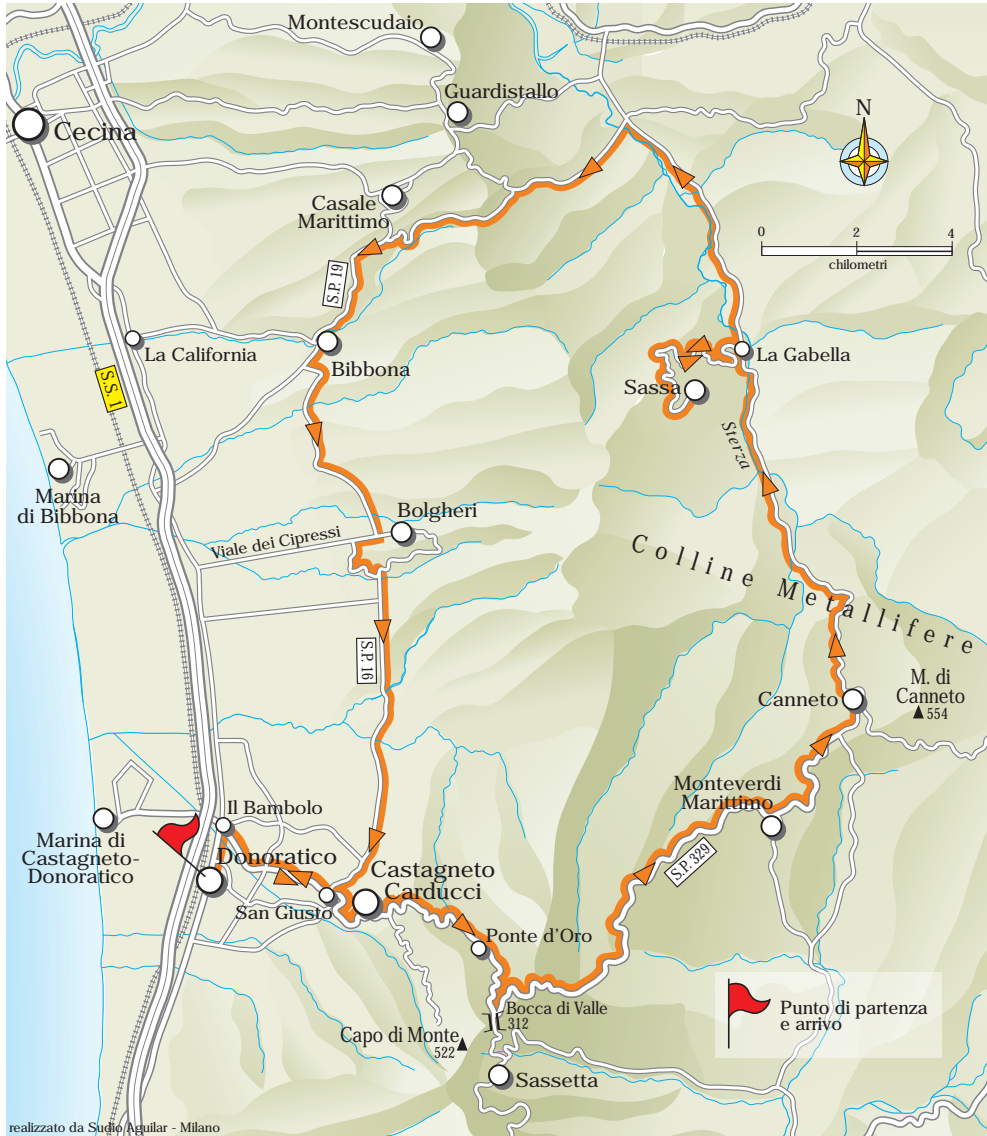 Montescudaio
Guardistallo
Cecina
N
Casale
Marittimo
0 2 4
chilometri
S.P. 19
La California
Bibbona
La Gabella
S.S. 1
Sassa
Sterza
Marina
di Bibbona
Bolgheri
Viale dei Cipressi
Colline Metallifere
S.P. 16
M. di
Canneto
554
Canneto
Monteverdi
Marittimo
Il Bambolo
Marina di
Castagneto-
Donoratico
Donoratico
Castagneto
Carducci
S.P. 329
San Giusto
Ponte d'Oro
Bocca di Valle
312
Capo di Monte
522
Punto di partenza
e arrivo
Sassetta
realizzato da Sudio Aguilar - Milano